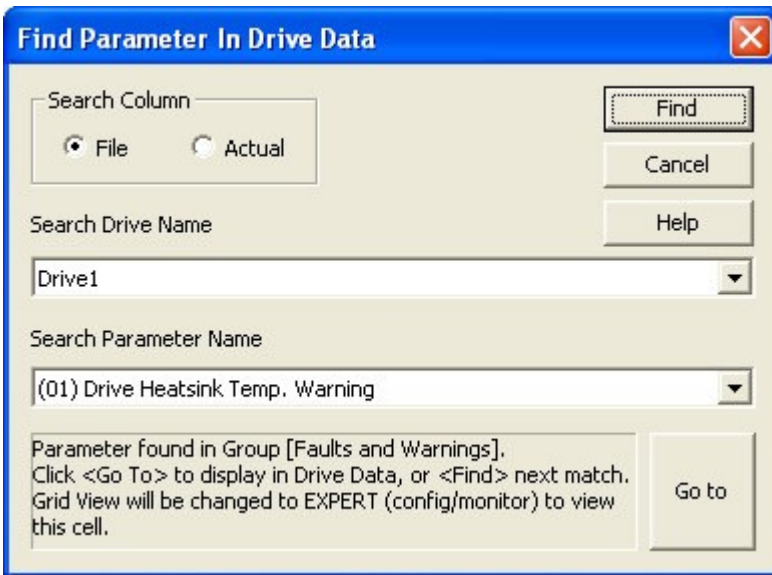 Find Parameter In Drive Data
Search Column
File Actual
Find
Cancel
Help
Search Drive Name
Drive1
Search Parameter Name
(01) Drive Heatsink Temp. Warning
Parameter found in Group [Faults and Warnings].
Click <Go To> to display in Drive Data, or <Find> next match.
Grid View will be changed to EXPERT (config/monitor) to view
this cell.
Go to